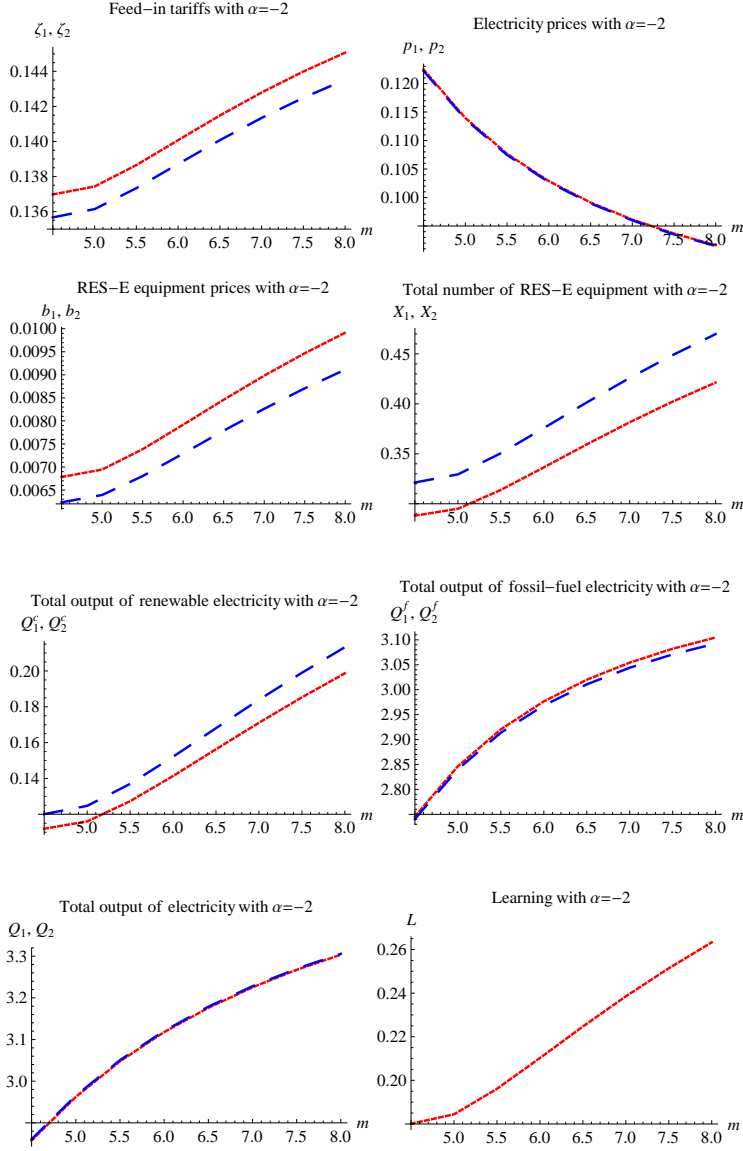 Feed−in tariffs with α=−2
ζ1, ζ2
0.144
0.142
0.140
0.138
0.136
5.0 5.5 6.0 6.5 7.0 7.5 8.0 m
Electricity prices with α=−2
p1, p2
0.120
0.115
0.110
0.105
0.100
5.0 5.5 6.0 6.5 7.0 7.5 8.0 m
RES−E equipment prices with α=−2
b1, b2
0.0100
0.0095
0.0090
0.0085
0.0080
0.0075
0.0070
0.0065
5.0 5.5 6.0 6.5 7.0 7.5 8.0 m
Total number of RES−E equipment with α=−2
X1, X2
0.45
0.40
0.35
5.0 5.5 6.0 6.5 7.0 7.5 8.0 m
Total output of renewable electricity with α=−2
Q1^c, Q2^c
0.20
0.18
0.16
0.14
5.0 5.5 6.0 6.5 7.0 7.5 8.0 m
Total output of fossil−fuel electricity with α=−2
Q1^f, Q2^f
3.10
3.05
3.00
2.95
2.90
2.85
2.80
5.0 5.5 6.0 6.5 7.0 7.5 8.0 m
Total output of electricity with α=−2
Q1, Q2
3.3
3.2
3.1
3.0
5.0 5.5 6.0 6.5 7.0 7.5 8.0 m
Learning with α=−2
L
0.26
0.24
0.22
0.20
5.0 5.5 6.0 6.5 7.0 7.5 8.0 m